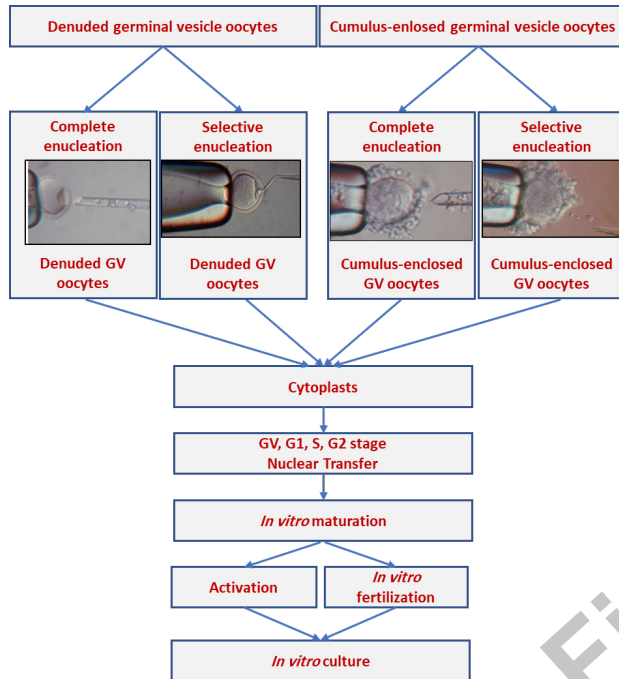 Denuded germinal vesicle oocytes
Cumulus-enlosed germinal vesicle oocytes
Complete
enucleation
Denuded GV
oocytes
Selective
enucleation
Denuded GV
oocytes
Complete
enucleation
Cumulus-enclosed
GV oocytes
Selective
enucleation
Cumulus-enclosed
GV oocytes
Cytoplasts
GV, G1, S, G2 stage
Nuclear Transfer
In vitro maturation
Activation
In vitro
fertilization
In vitro culture
Fi